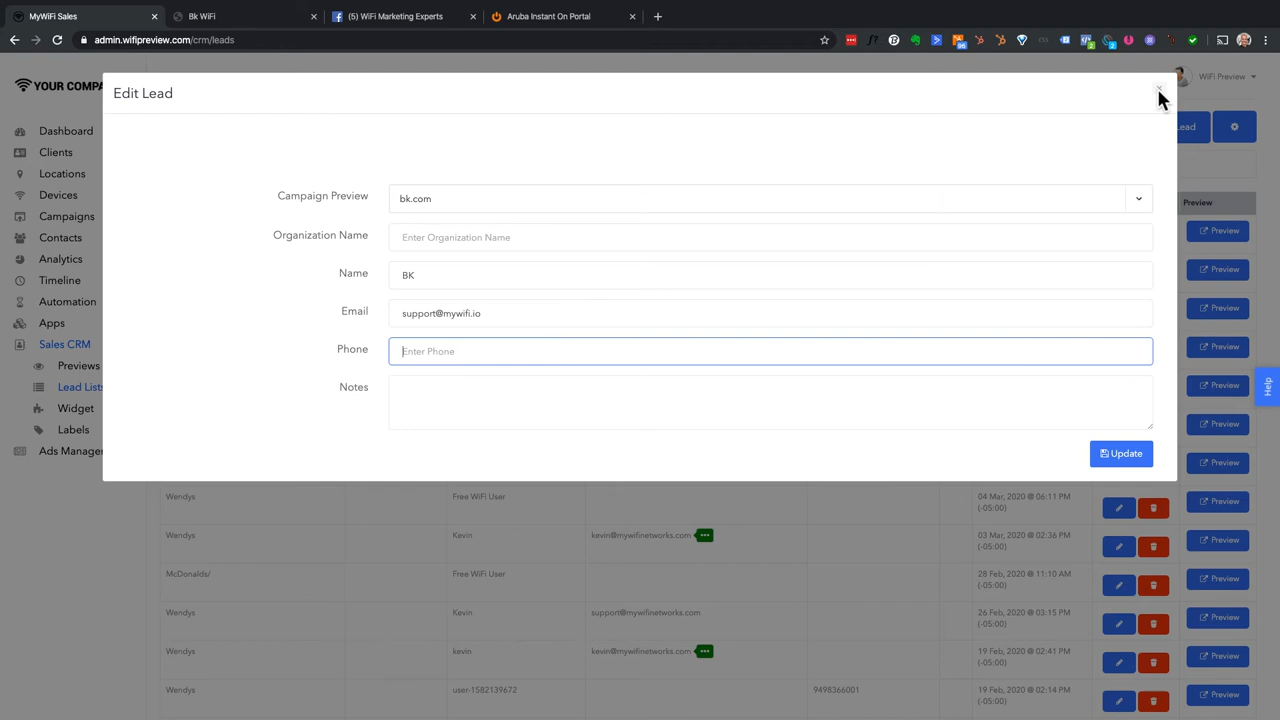 MyWiFi Sales
Bk WiFi
(5) WiFi Marketing Experts
Aruba Instant On Portal
admin.wifipreview.com/crm/leads
YOUR COMPA
WiFi Preview
Edit Lead
Lead
Dashboard
Clients
Locations
Devices
Campaigns
Contacts
Analytics
Timeline
Automation
Apps
Sales CRM
Previews
Lead Lists
Widget
Labels
Ads Manager
Campaign Preview
bk.com
Organization Name
Enter Organization Name
Name
BK
Email
support@mywifi.io
Phone
Enter Phone
Notes
Update
Help
Preview
Preview
Preview
Preview
Preview
Preview
Preview
Preview
Wendys Free WiFi User 04 Mar, 2020 @ 06:11 PM (-05:00) Preview
Wendys Kevin kevin@mywifinetworks.com 03 Mar, 2020 @ 02:36 PM (-05:00) Preview
McDonalds/ Free WiFi User 28 Feb, 2020 @ 11:10 AM (-05:00) Preview
Wendys Kevin support@mywifinetworks.com 26 Feb, 2020 @ 03:15 PM (-05:00) Preview
Wendys kevin kevin@mywifinetworks.com 19 Feb, 2020 @ 02:41 PM (-05:00) Preview
Wendys user-1582139672 9498366001 19 Feb, 2020 @ 02:14 PM (-05:00) Preview